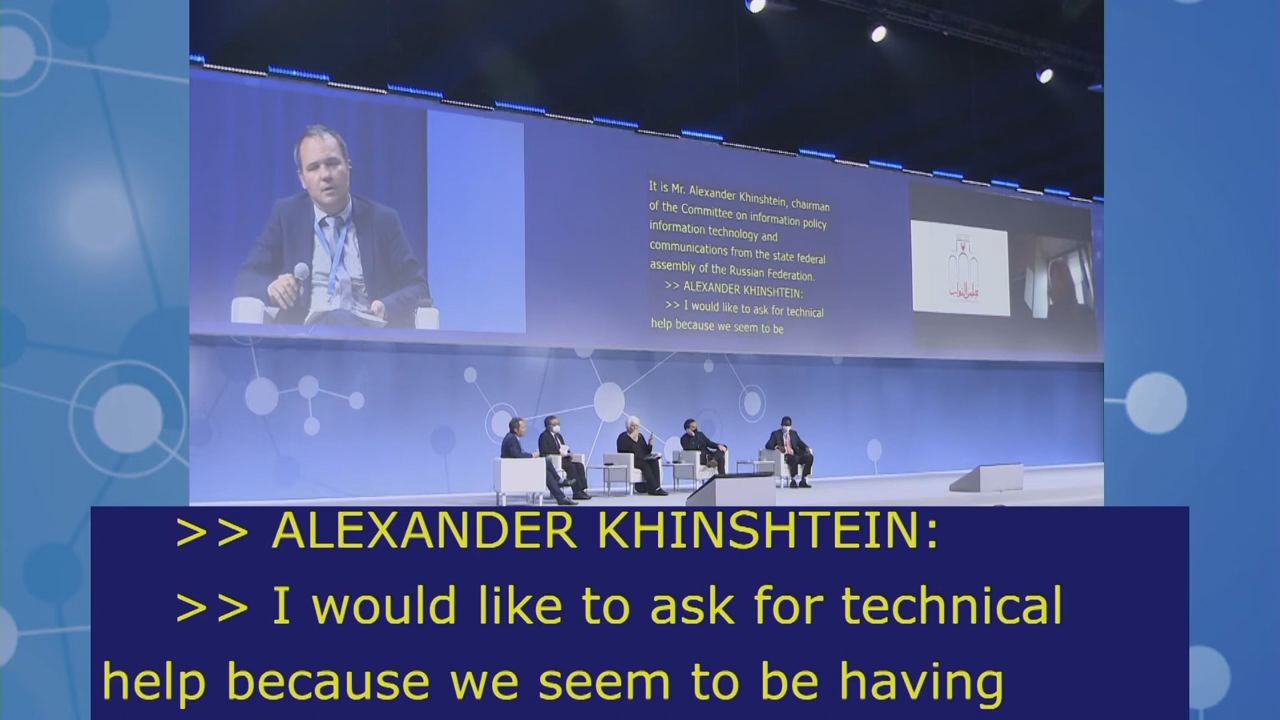 It is Mr. Alexander Khinshtein, chairman
of the Committee on information policy
information technology and
communications from the state federal
assembly of the Russian Federation.
>> ALEXANDER KHINSHTEIN:
>> I would like to ask for technical
help because we seem to be
>> ALEXANDER KHINSHTEIN:
>> I would like to ask for technical
help because we seem to be having